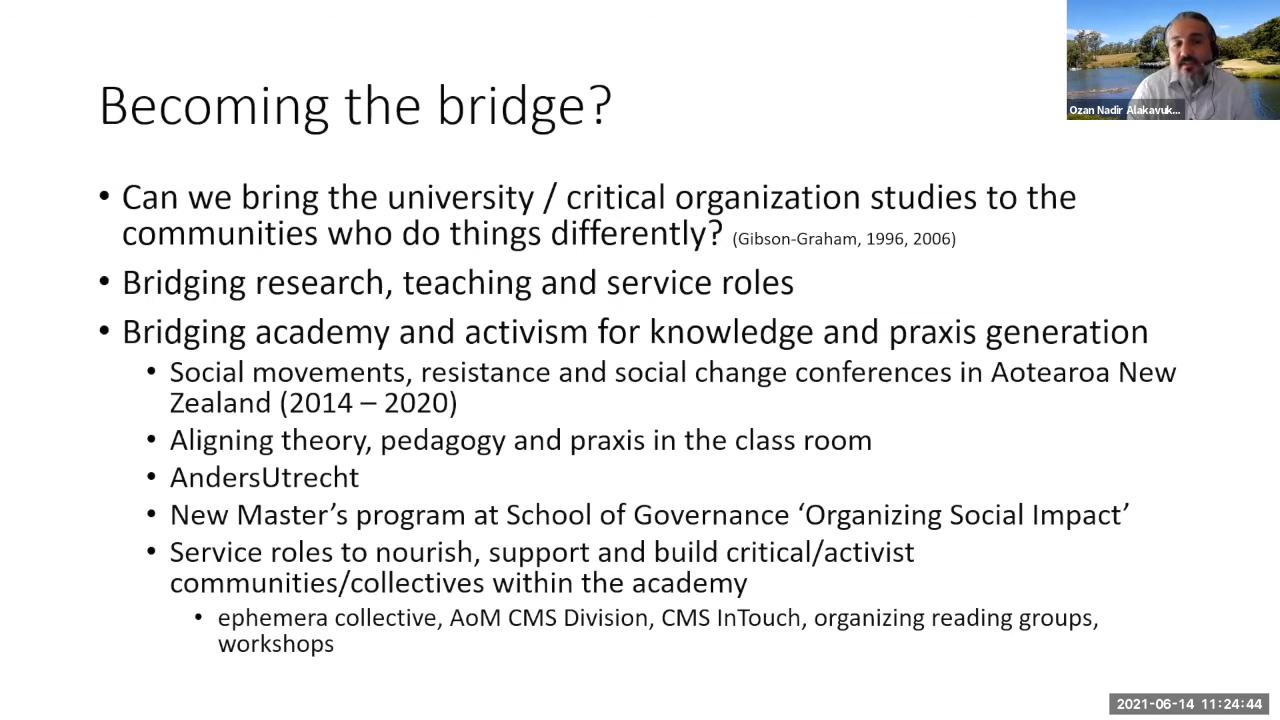 Becoming the bridge?
Ozan Nadir Alakavuk...
• Can we bring the university / critical organization studies to the
communities who do things differently? (Gibson-Graham, 1996, 2006)
• Bridging research, teaching and service roles
• Bridging academy and activism for knowledge and praxis generation
• Social movements, resistance and social change conferences in Aotearoa New
Zealand (2014 – 2020)
• Aligning theory, pedagogy and praxis in the class room
• AndersUtrecht
• New Master’s program at School of Governance ‘Organizing Social Impact’
• Service roles to nourish, support and build critical/activist
communities/collectives within the academy
• ephemera collective, AoM CMS Division, CMS InTouch, organizing reading groups,
workshops
2021-06-14 11:24:44